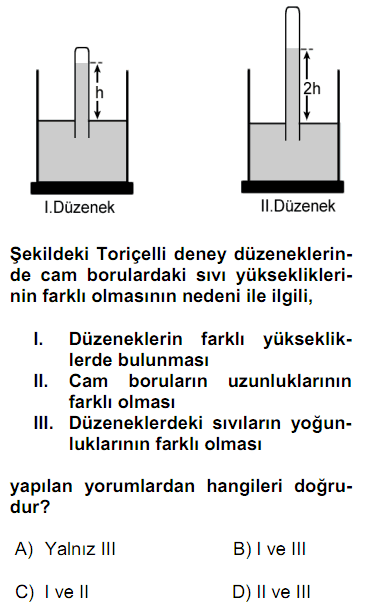 h
2h
I.Düzenek
II.Düzenek
Şekildeki Toriçelli deney düzeneklerin-
de cam borulardaki sıvı yükseklikleri-
nin farklı olmasının nedeni ile ilgili,
I. Düzeneklerin farklı yükseklik-
lerde bulunması
II. Cam boruların uzunluklarının
farklı olması
III. Düzeneklerdeki sıvıların yoğun-
luklarının farklı olması
yapılan yorumlardan hangileri doğru-
dur?
A) Yalnız III B) I ve III
C) I ve II D) II ve III